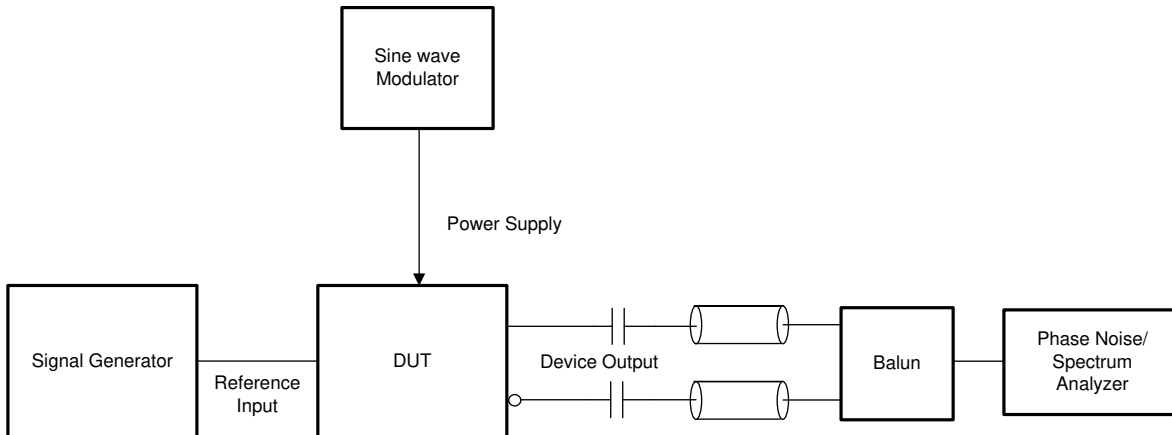 Sine wave
Modulator
Power Supply
Signal Generator
Reference
Input
DUT
Device Output
Balun
Phase Noise/
Spectrum
Analyzer